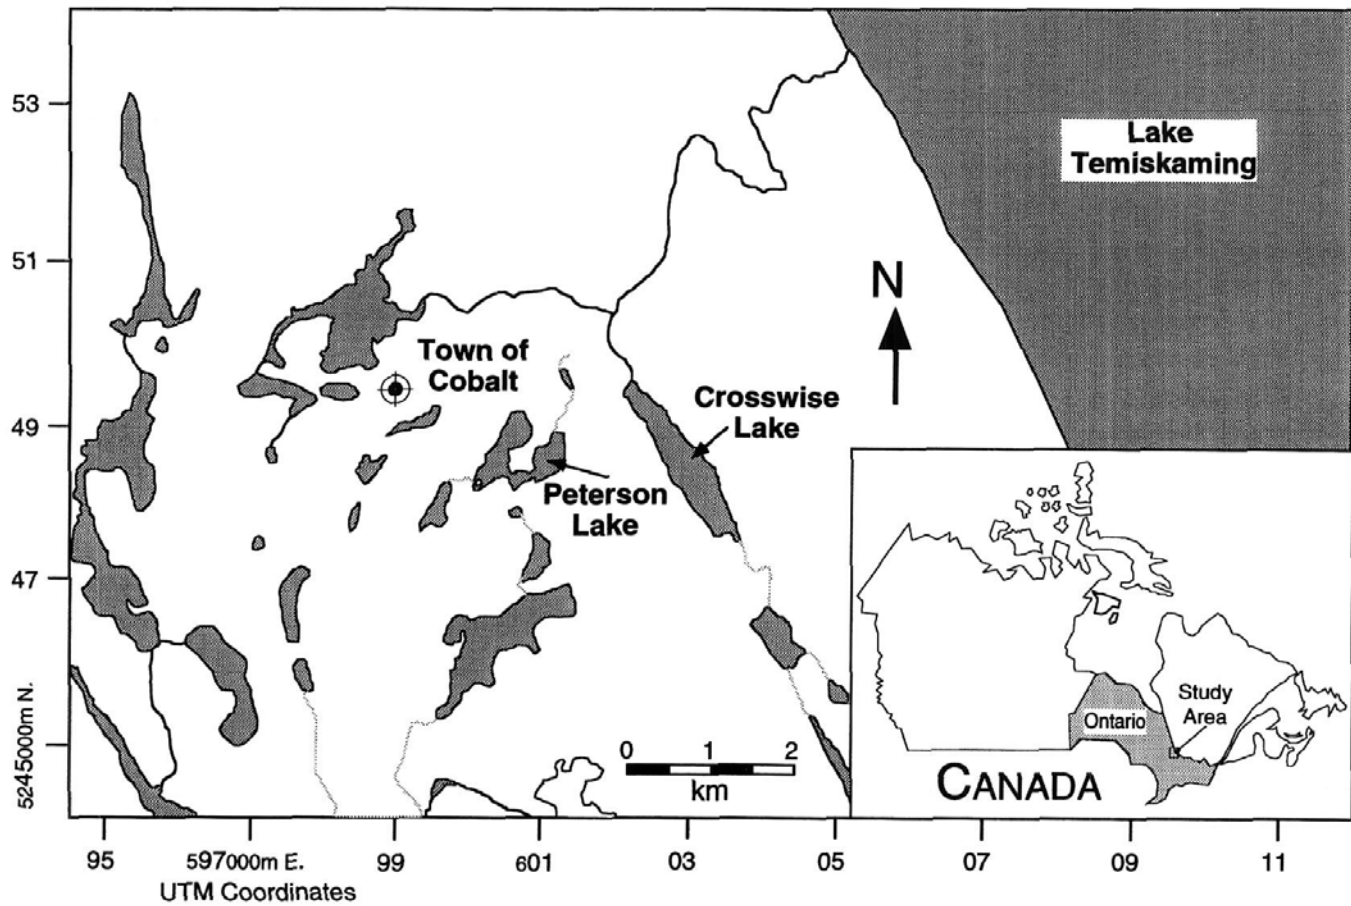 53
51
49
47
5245000m N.
Lake
Temiskaming
N
Town of
Cobalt
Crosswise
Lake
Peterson
Lake
0 1 2
km
Study
Area
Ontario
CANADA
95 597000m E. 99 601 03 05 07 09 11
UTM Coordinates